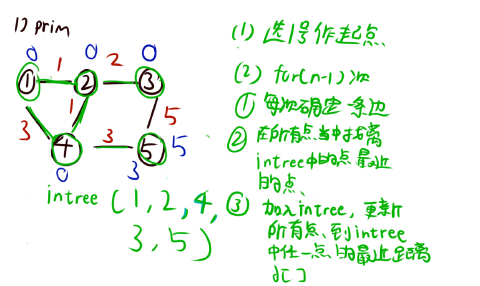 1) prim
0 0 0
1 2
① ② ③
3 1 5
4 3 5 5
0 3
intree (1,2,4,
3,5)
(1) 选1号作起点
(2) for(n-1)次
① 每次确定一条边
② 在所有点当中找离
intree中的点最近
的点、
③ 加入intree，更新
所有点、到intree
中任一点、的最近距离
d[]